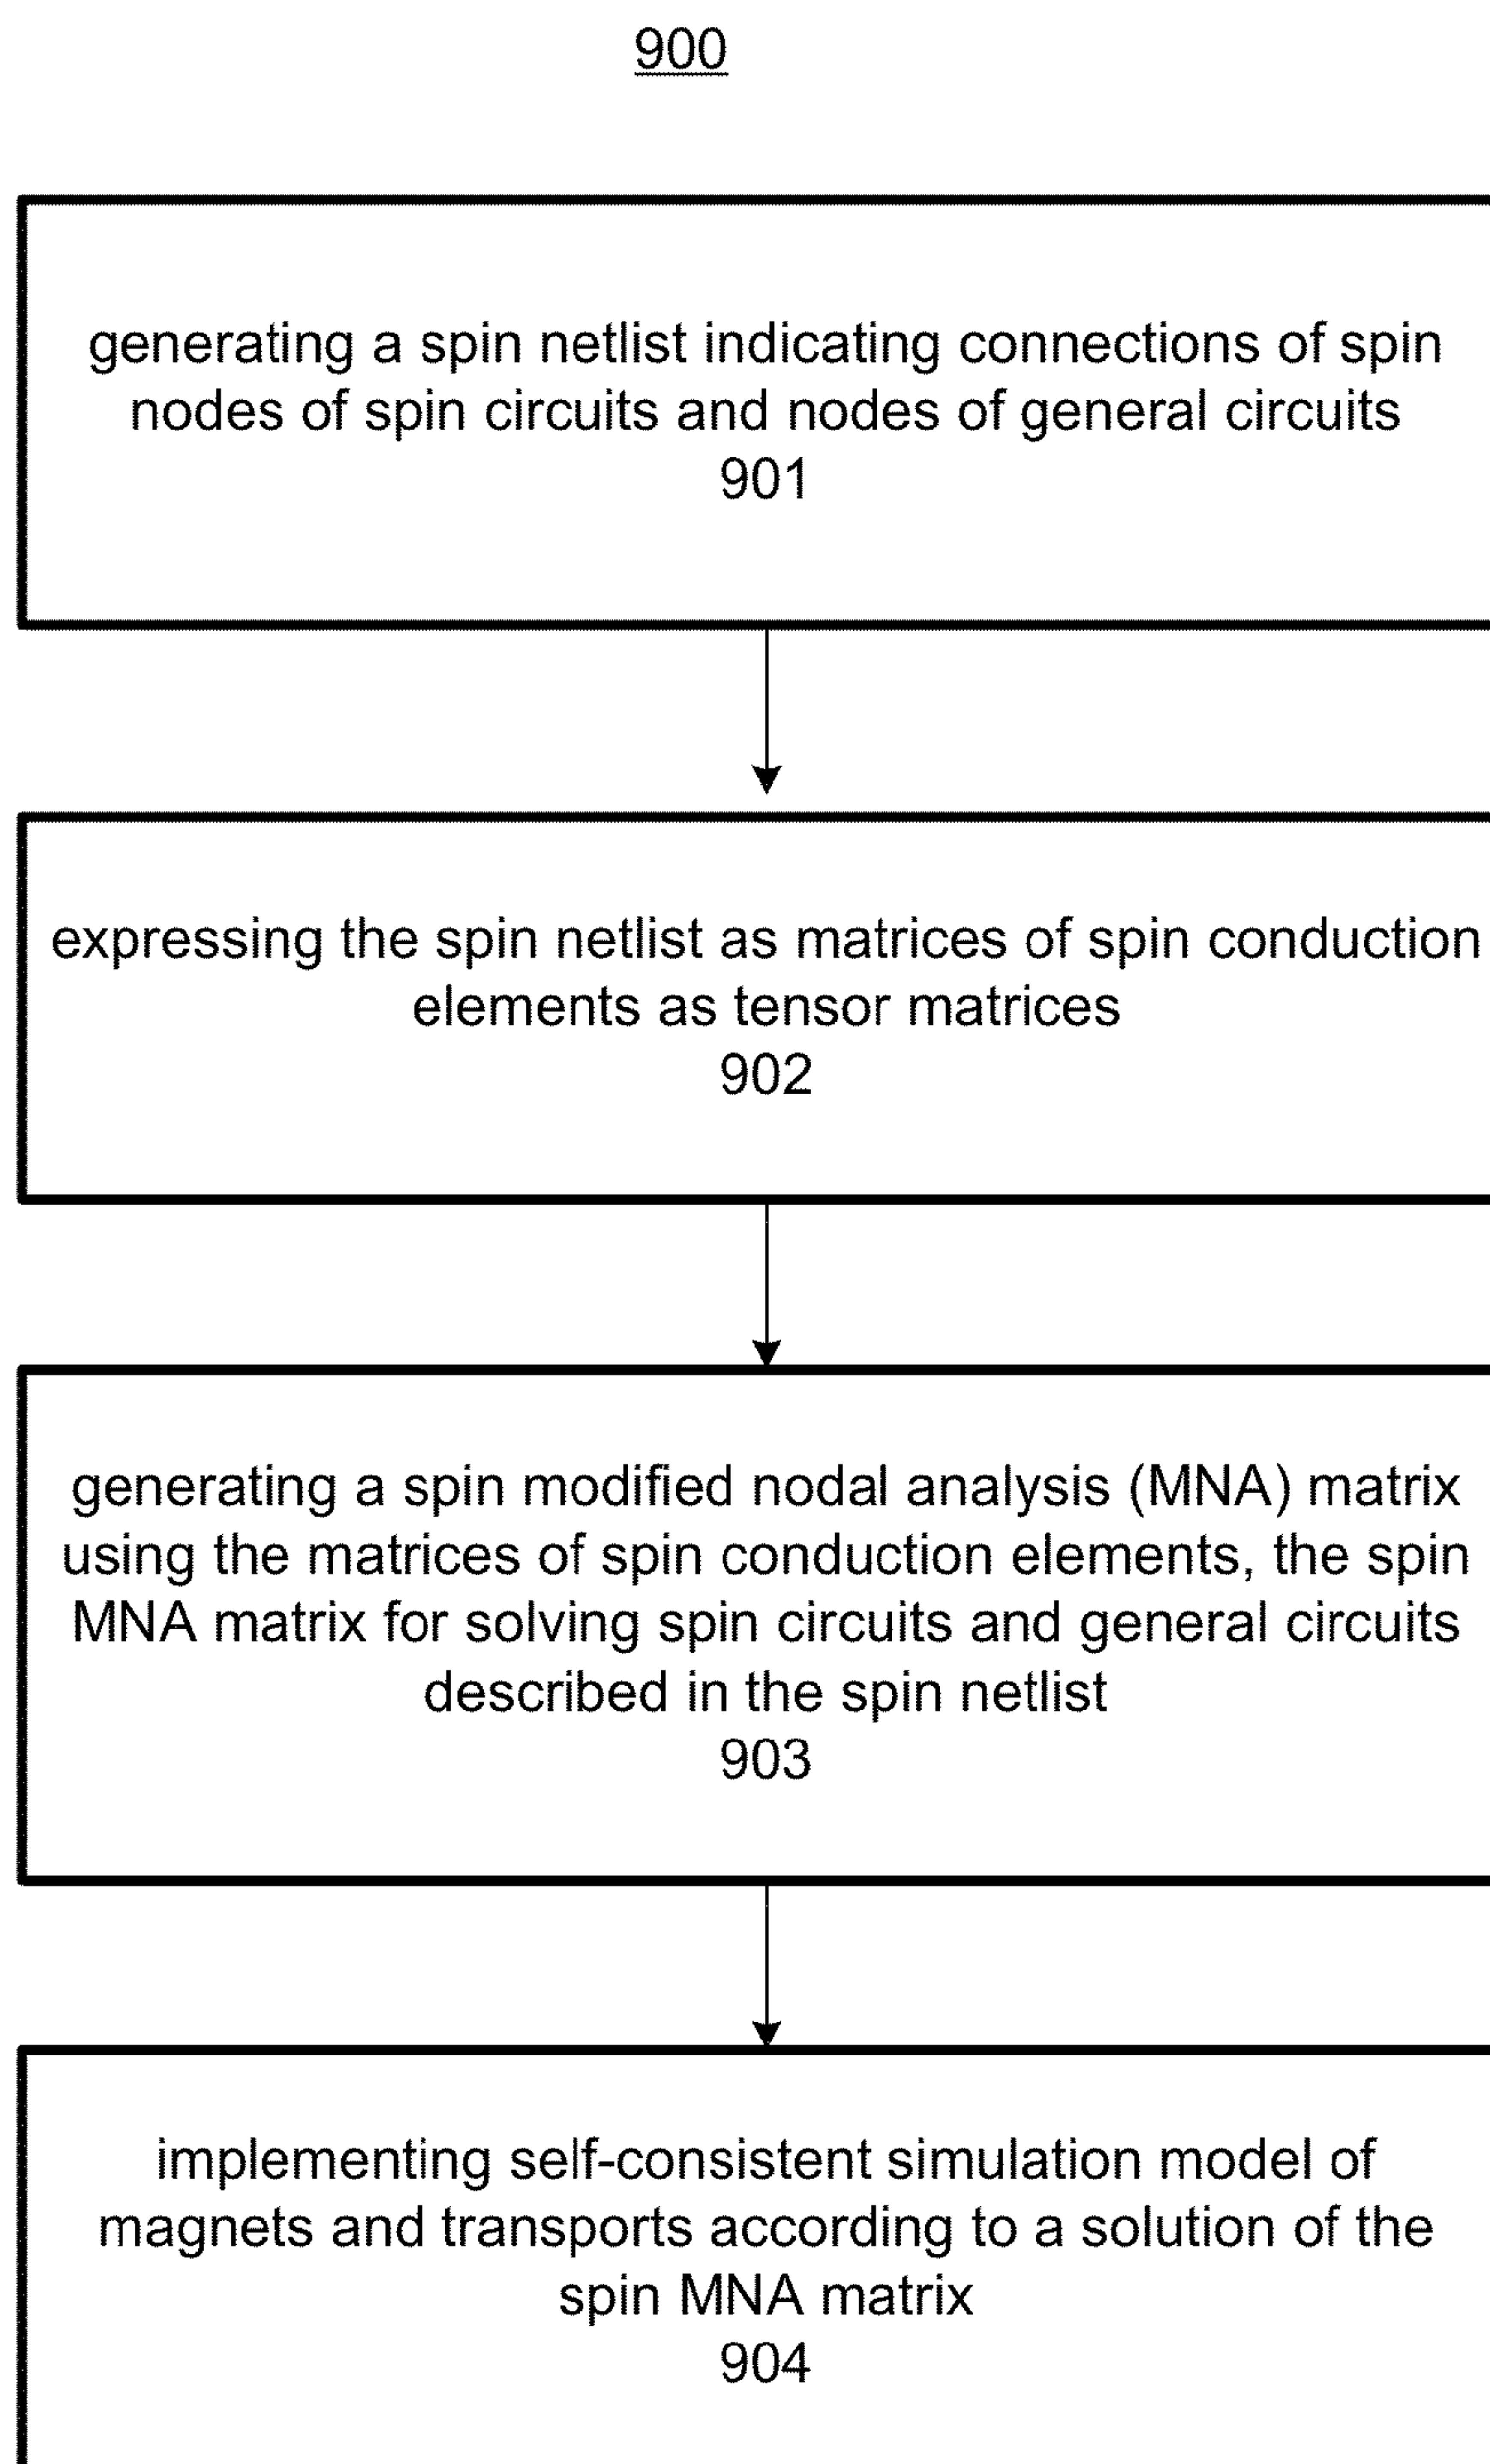 900
generating a spin netlist indicating connections of spin
nodes of spin circuits and nodes of general circuits
901
expressing the spin netlist as matrices of spin conduction
elements as tensor matrices
902
generating a spin modified nodal analysis (MNA) matrix
using the matrices of spin conduction elements, the spin
MNA matrix for solving spin circuits and general circuits
described in the spin netlist
903
implementing self-consistent simulation model of
magnets and transports according to a solution of the
spin MNA matrix
904